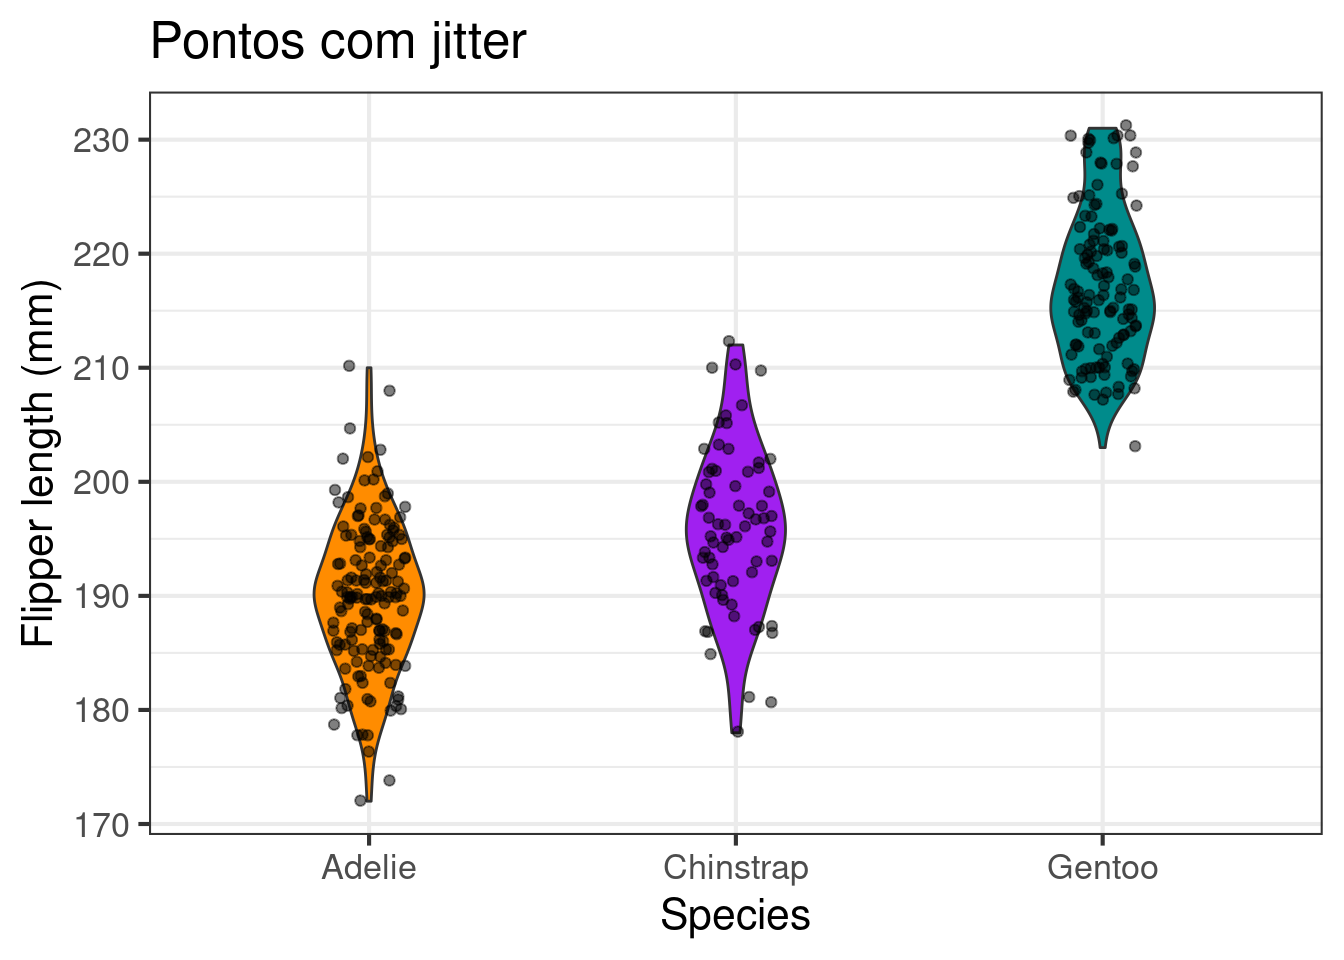 Pontos com jitter
Flipper length (mm)
230
220
210
200
190
180
170
Adelie Chinstrap Gentoo
Species